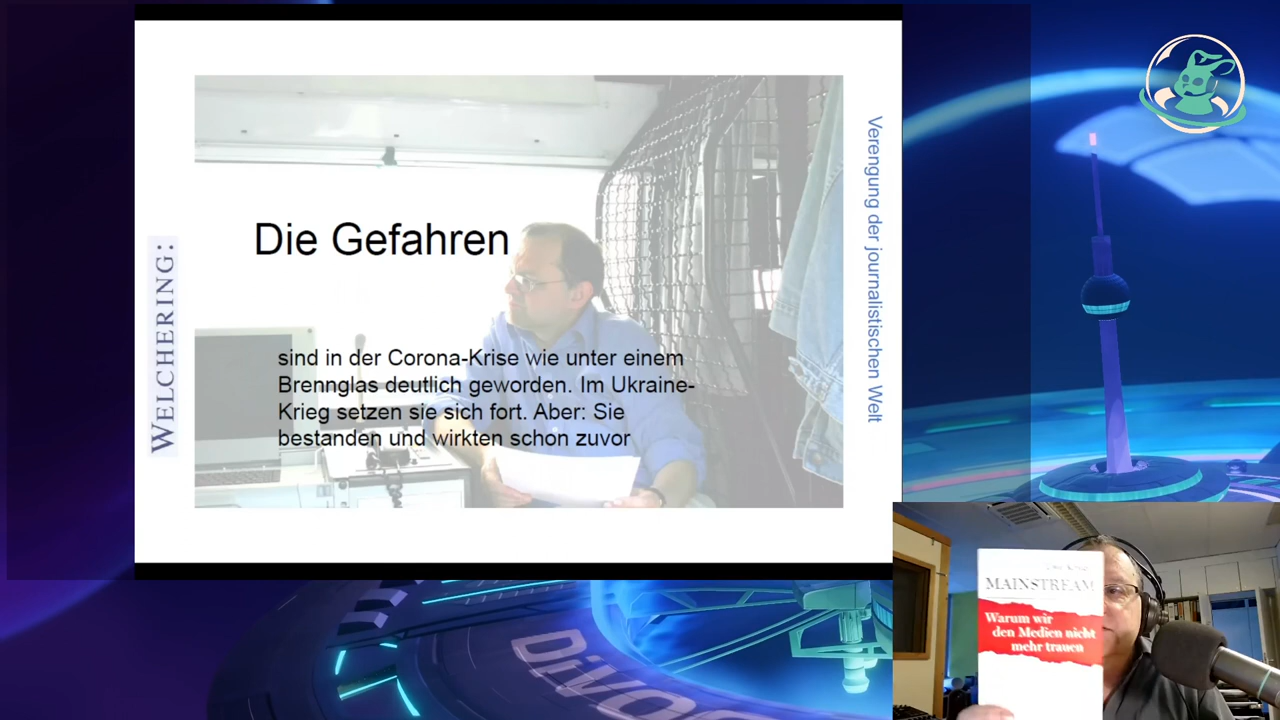 WELCHERING:
Verengung der journalistischen Welt
Die Gefahren
sind in der Corona-Krise wie unter einem
Brennglas deutlich geworden. Im Ukraine-
Krieg setzen sie sich fort. Aber: Sie
bestanden und wirkten schon zuvor
MAINSTREAM
Warum wir
den Medien nicht
mehr trauen